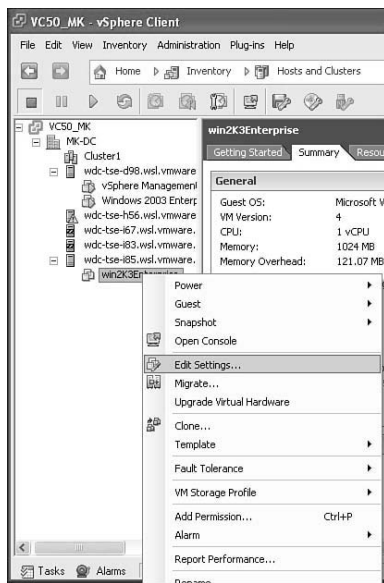 VC50_MK - vSphere Client
File Edit View Inventory Administration Plug-ins Help
Home Inventory Hosts and Clusters
VC50_MK
MK-DC
Cluster1
wdc-tse-d98.wsl.vmware.
vSphere Management
Windows 2003 Enterp
wdc-tse-h56.wsl.vmware.
wdc-tse-i67.wsl.vmware.
wdc-tse-i83.wsl.vmware.
wdc-tse-i85.wsl.vmware.
win2K3Enterprise
win2K3Enterprise
Getting Started Summary Resou
General
Guest OS: Microsoft W
VM Version: 4
CPU: 1 vCPU
Memory: 1024 MB
Memory Overhead: 121.07 MB
Power
Guest
Snapshot
Open Console
Edit Settings...
Migrate...
Upgrade Virtual Hardware
Clone...
Template
Fault Tolerance
VM Storage Profile
Add Permission... Ctrl+P
Alarm
Report Performance...
Rename
Tasks Alarms